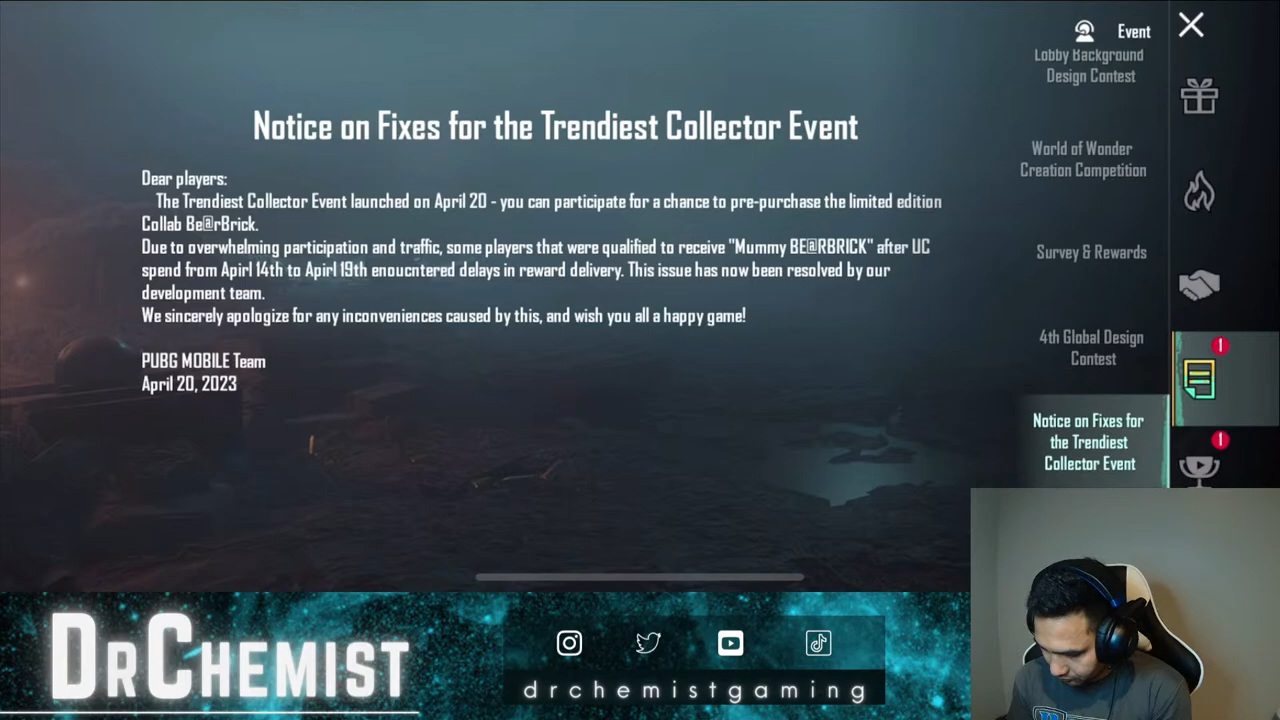 Event
Lobby Background
Design Contest
World of Wonder
Creation Competition
Survey & Rewards
4th Global Design
Contest
Notice on Fixes for
the Trendiest
Collector Event
1
1
Notice on Fixes for the Trendiest Collector Event
Dear players:
The Trendiest Collector Event launched on April 20 - you can participate for a chance to pre-purchase the limited edition
Collab Be@rBrick.
Due to overwhelming participation and traffic, some players that were qualified to receive "Mummy BE@RBRICK" after UC
spend from Apirl 14th to Apirl 19th enoucntered delays in reward delivery. This issue has now been resolved by our
development team.
We sincerely apologize for any inconveniences caused by this, and wish you all a happy game!
PUBG MOBILE Team
April 20, 2023
DRCHEMIST
drchemistgaming